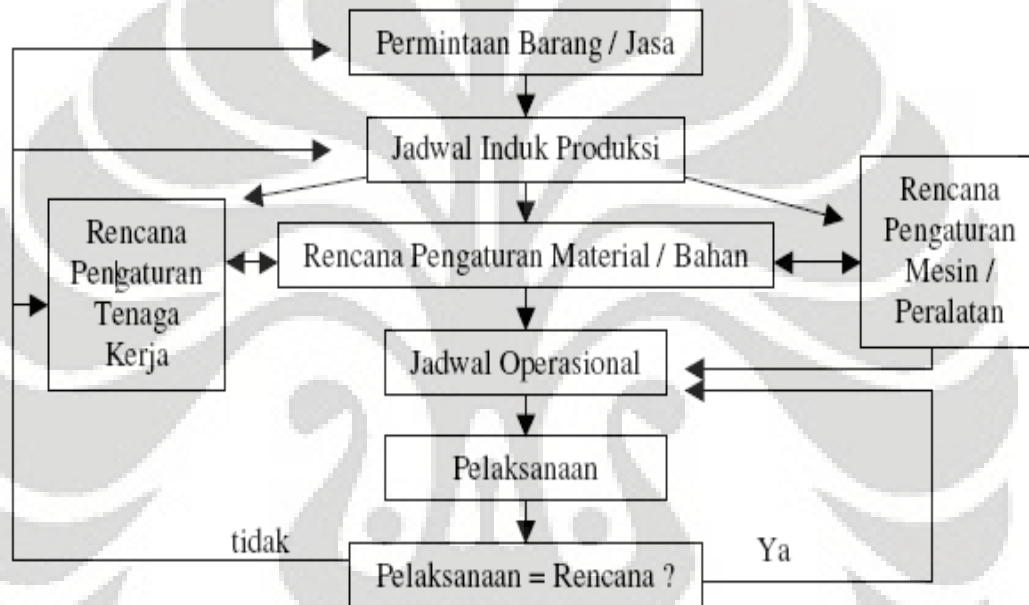 Permintaan Barang / Jasa
Jadwal Induk Produksi
Rencana
Pengaturan
Tenaga
Kerja
Rencana Pengaturan Material / Bahan
Rencana
Pengaturan
Mesin /
Peralatan
Jadwal Operasional
Pelaksanaan
tidak
Pelaksanaan = Rencana ?
Ya